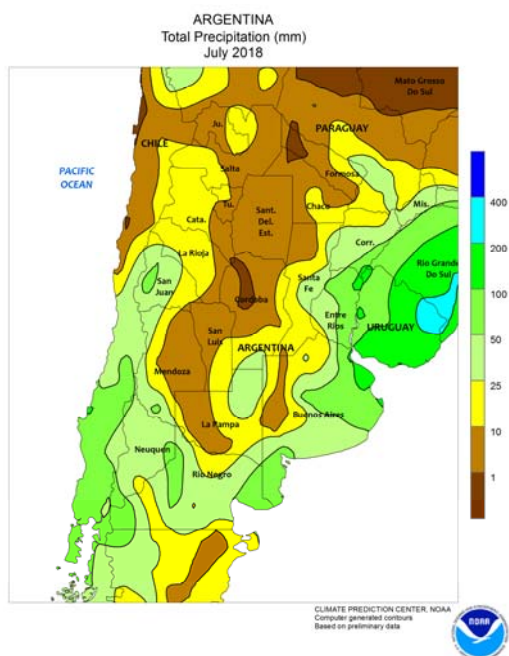 ARGENTINA
Total Precipitation (mm)
July 2018
Mato Grosso
Do Sul
Ju.
PARAGUAY
CHILE
PACIFIC
OCEAN
Salta
Formosa
Tu.
Chaco
Mis.
Cata.
Sant.
Del.
Est.
Corr.
La Rioja
Rio Grande
Do Sul
San
Juan
Santa
Fe
Cordoba
Entre
Rios
URUGUAY
San
Luis
ARGENTINA
Mendoza
Buenos Aires
La Pampa
Neuquen
Rio Negro
400
200
100
50
25
10
1
CLIMATE PREDICTION CENTER, NOAA
Computer generated contours
Based on preliminary data
NOAA